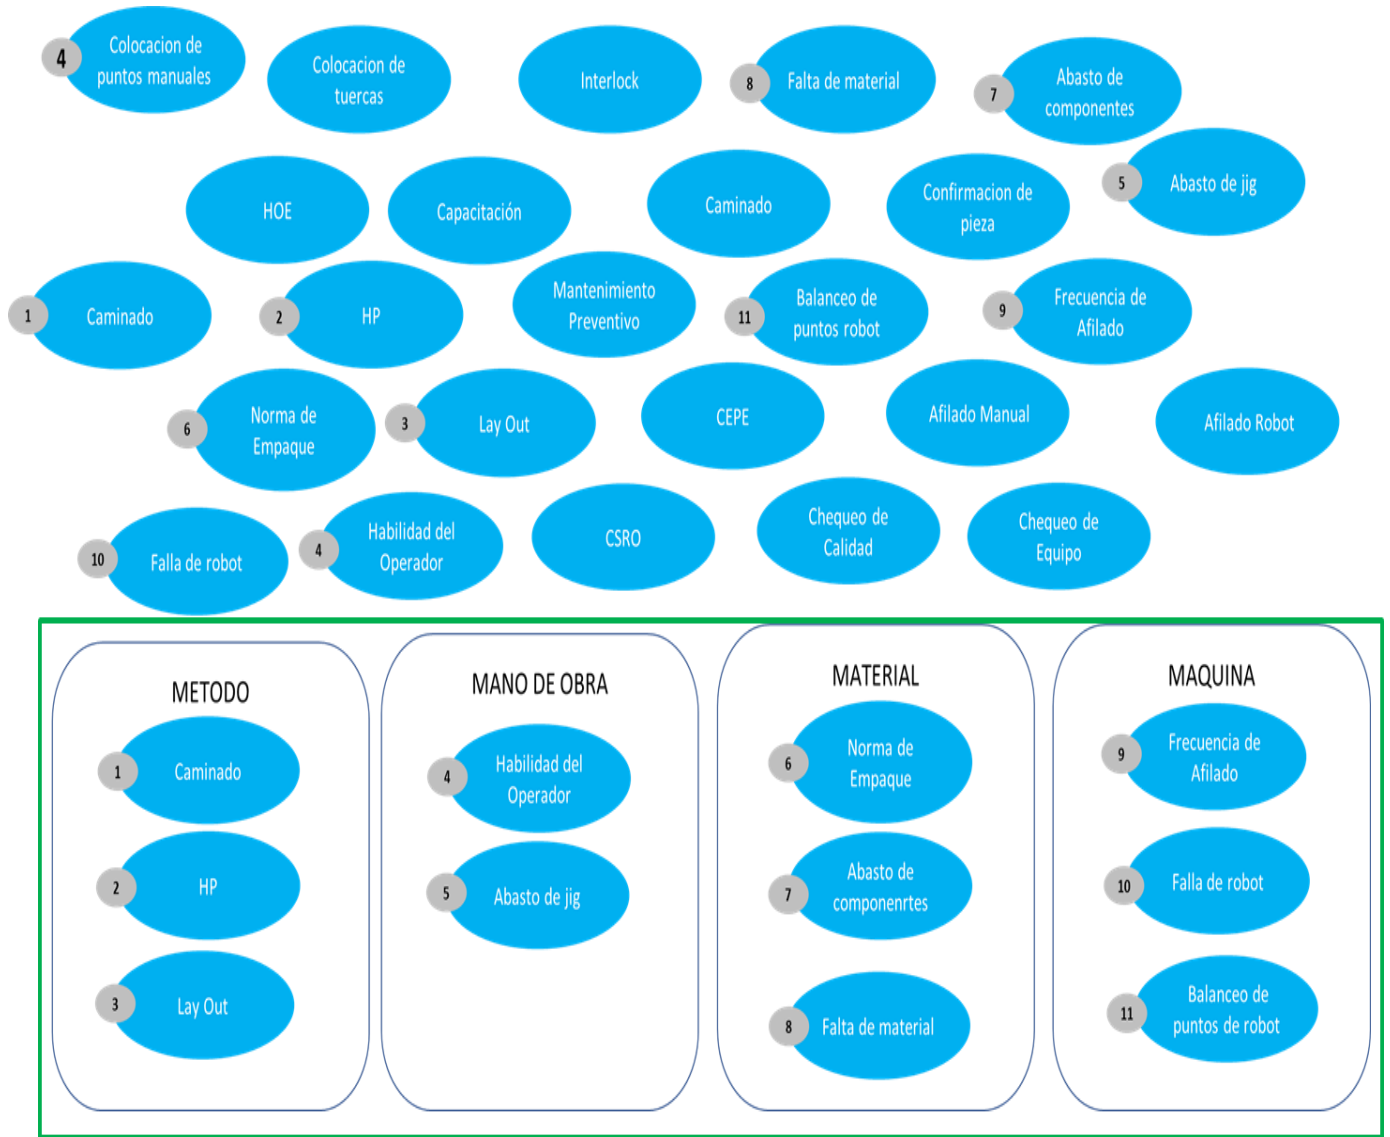 4
Colocacion de
puntos manuales
Colocacion de
tuercas
Interlock
8
Falta de material
7
Abasto de
componentes
5
Abasto de jig
HOE
Capacitación
Caminado
Confirmacion de
pieza
1
Caminado
2
HP
Mantenimiento
Preventivo
11
Balanceo de
puntos robot
9
Frecuencia de
Afilado
6
Norma de
Empaque
3
Lay Out
CEPE
Afilado Manual
Afilado Robot
10
Falla de robot
4
Habilidad del
Operador
CSRO
Chequeo de
Calidad
Chequeo de
Equipo
METODO
1
Caminado
2
HP
3
Lay Out
MANO DE OBRA
4
Habilidad del
Operador
5
Abasto de jig
MATERIAL
6
Norma de
Empaque
7
Abasto de
componenrtes
8
Falta de material
MAQUINA
9
Frecuencia de
Afilado
10
Falla de robot
11
Balanceo de
puntos de robot